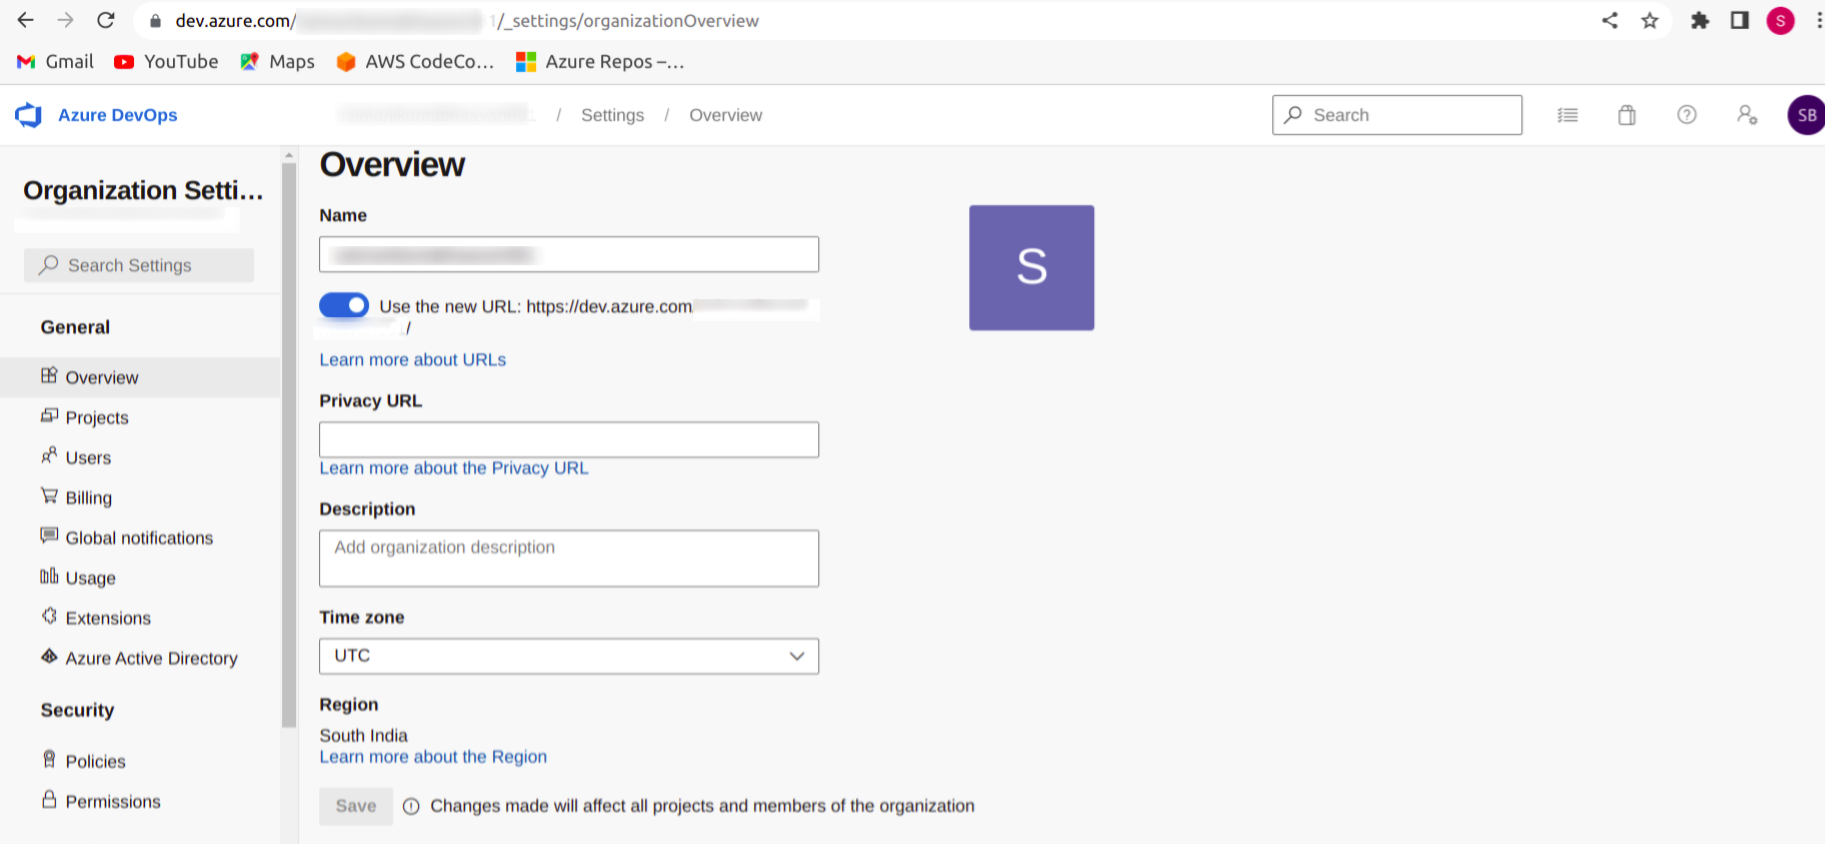 dev.azure.com/ 1/_settings/organizationOverview
S
Gmail YouTube Maps AWS CodeCo... Azure Repos –...
Azure DevOps / Settings / Overview Search SB
Organization Setti...
Search Settings
General
Overview
Projects
Users
Billing
Global notifications
Usage
Extensions
Azure Active Directory
Security
Policies
Permissions
Overview
Name
S
Use the new URL: https://dev.azure.com
/
Learn more about URLs
Privacy URL
Learn more about the Privacy URL
Description
Add organization description
Time zone
UTC
Region
South India
Learn more about the Region
Save Changes made will affect all projects and members of the organization